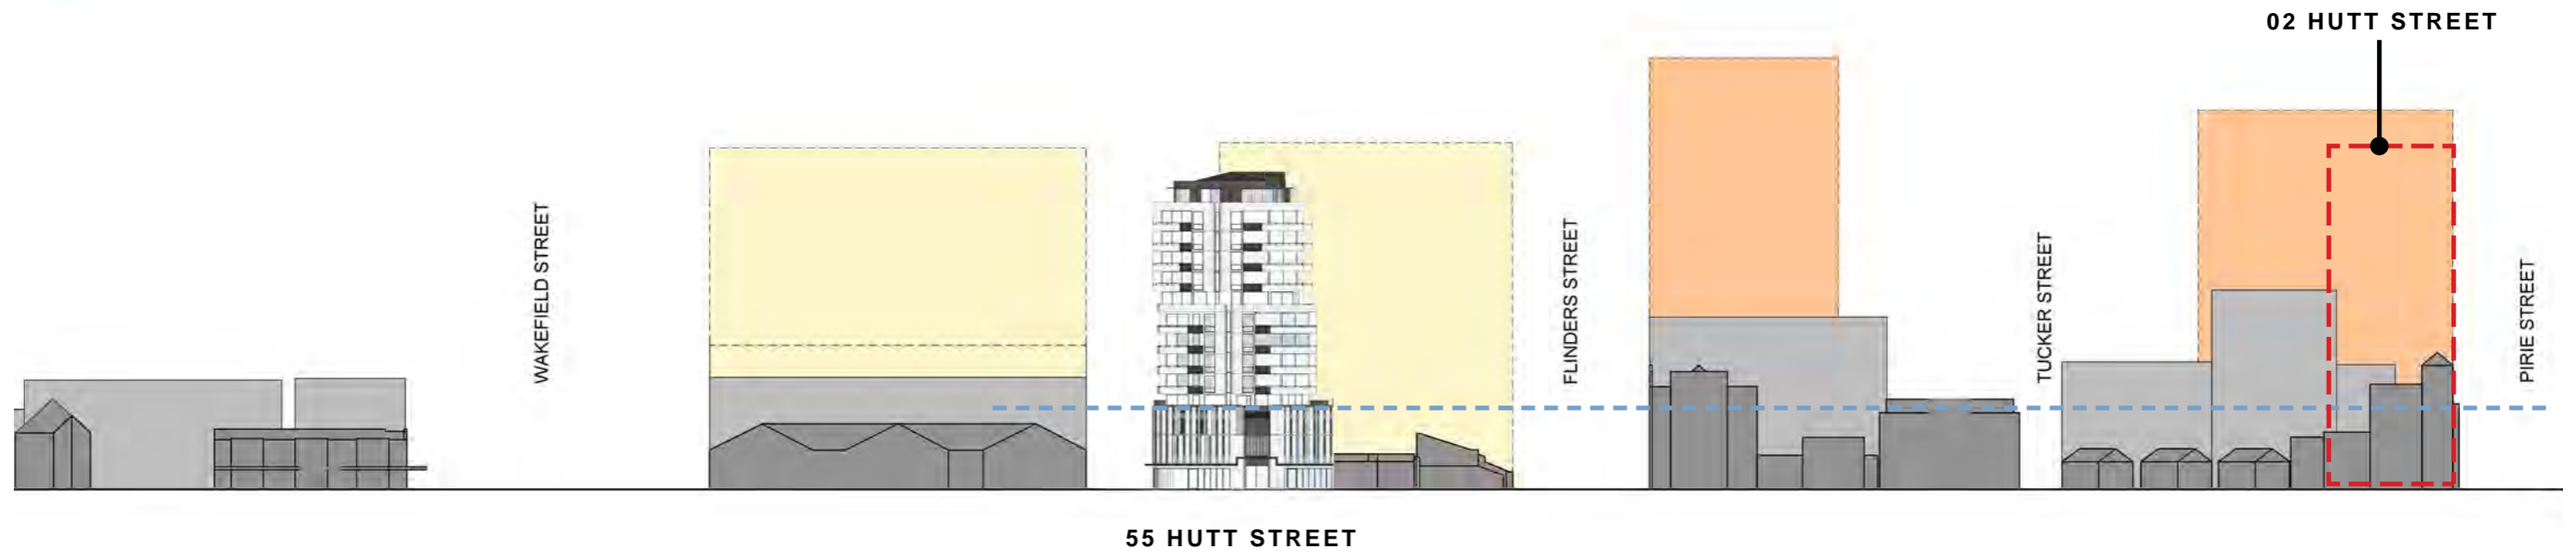 02 HUTT STREET
WAKEFIELD STREET
FLINDERS STREET
TUCKER STREET
PIRIE STREET
55 HUTT STREET